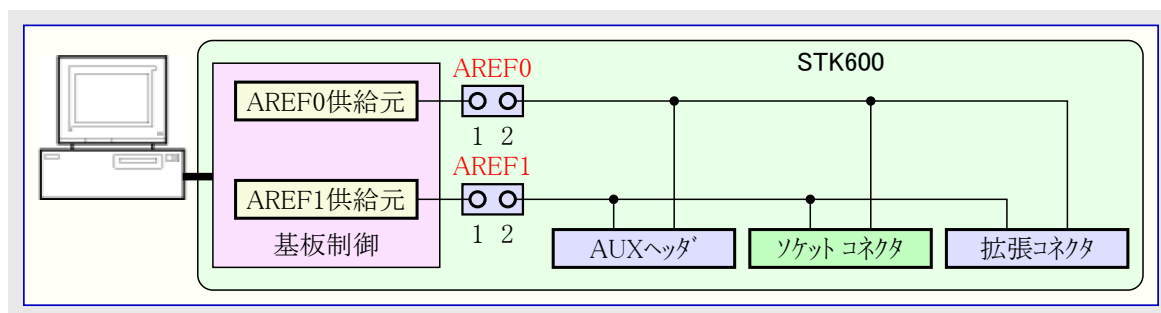 STK600
AREF0
AREF0供給元
1 2
AREF1
AREF1供給元
1 2
基板制御
AUXヘッダ
ソケット コネクタ
拡張コネクタ